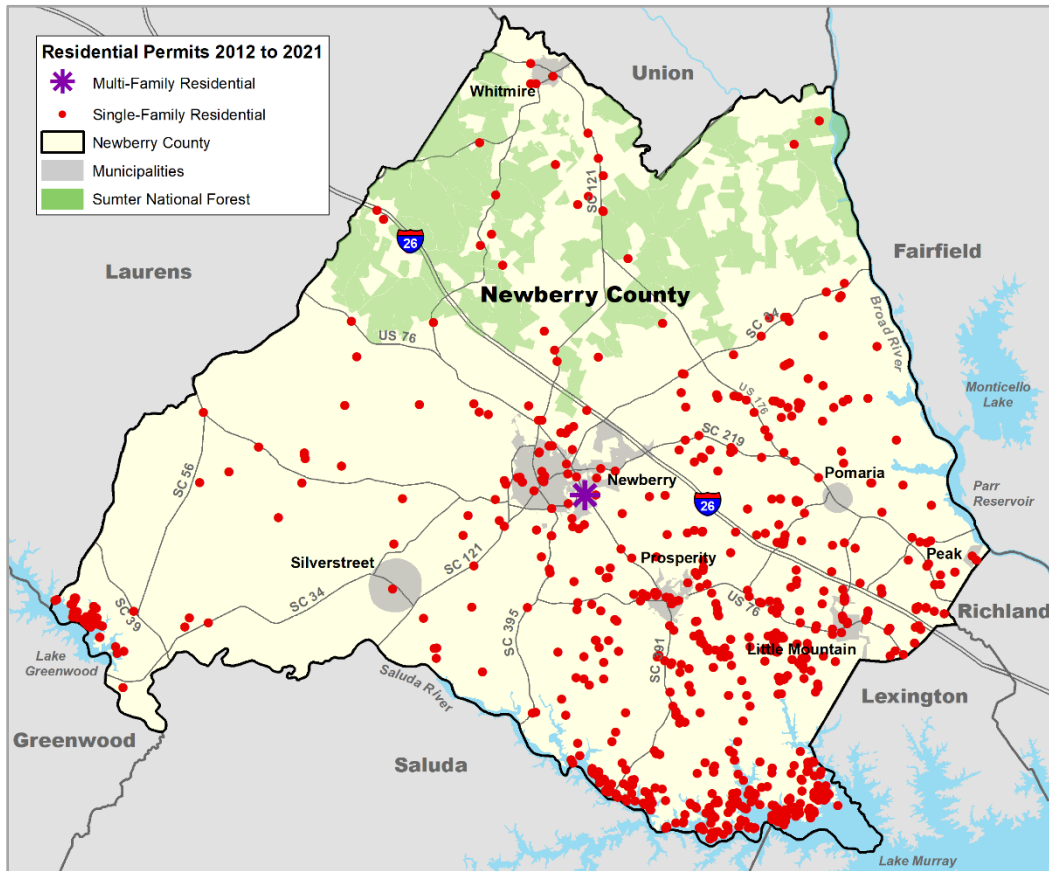 Residential Permits 2012 to 2021
Multi-Family Residential
Single-Family Residential
Newberry County
Municipalities
Sumter National Forest
Union
Whitmire
SC 121
26
Laurens
Fairfield
Newberry County
SC 34
Broad River
US 76
Monticello
Lake
US 176
SC 219
SC 56
Pomaria
Newberry
Parr
Reservoir
26
Peak
Prosperity
Silverstreet
SC 121
SC 34
US 76
Richland
SC 39
SC 395
Little Mountain
Lake
Greenwood
SC 391
Saluda River
Lexington
Greenwood
Saluda
Lake Murray